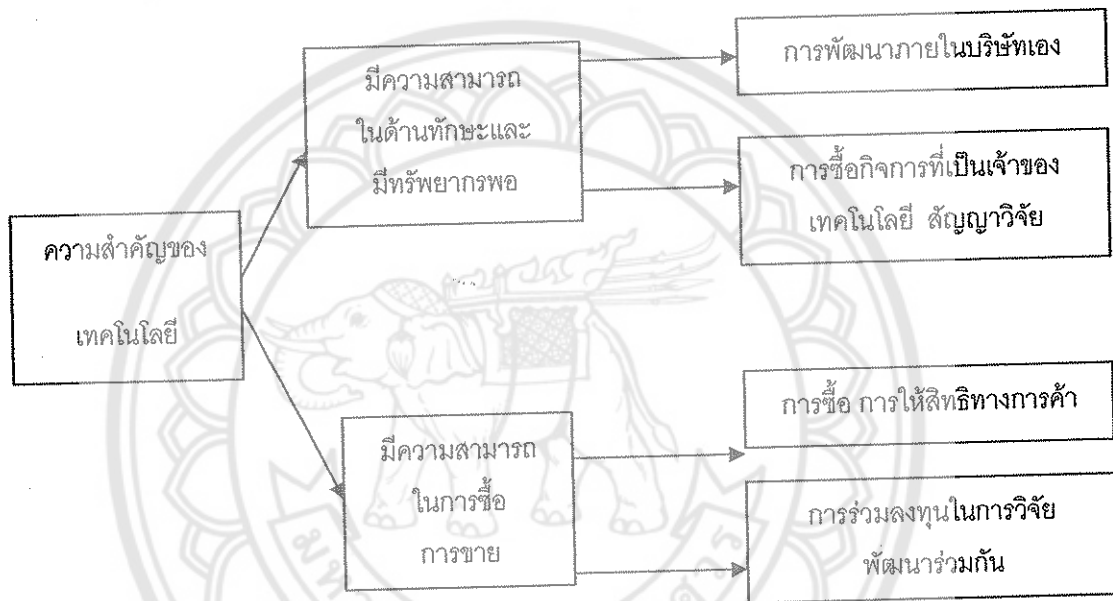 ความสำคัญของ
เทคโนโลยี
มีความสามารถ
ในด้านทักษะและ
มีทรัพยากรพอ
การพัฒนาภายในบริษัทเอง
การซื้อกิจการที่เป็นเจ้าของ
เทคโนโลยี สัญญาวิจัย
มีความสามารถ
ในการซื้อ
การขาย
การซื้อ การให้สิทธิทางการค้า
การร่วมลงทุนในการวิจัย
พัฒนาร่วมกัน